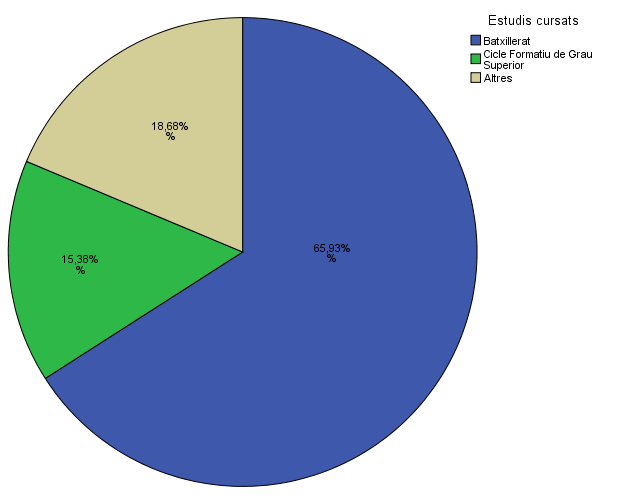 Estudis cursats
Batxillerat
Cicle Formatiu de Grau
Superior
Altres
18,68%
%
65,93%
%
15,38%
%